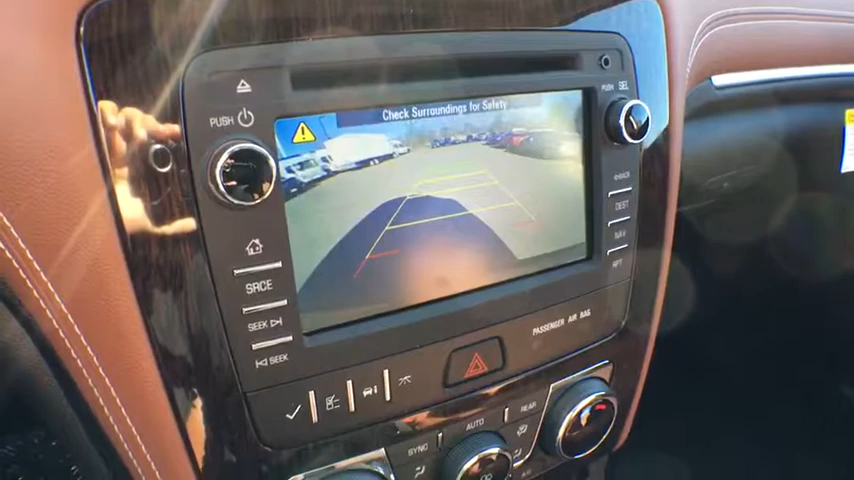 Check Surroundings for Safety
PUSH
PUSH SEL
BACK
DEST
NAV
RPT
SRCE
SEEK
SEEK
PASSENGER AIR BAG
REAR
AUTO
SYNC